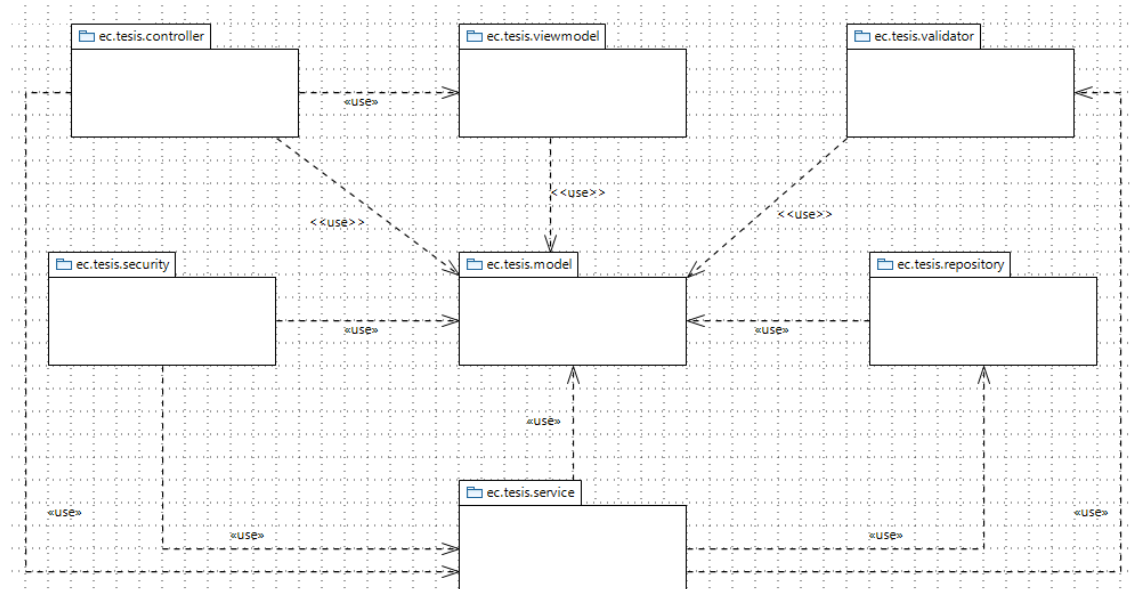 ec.tesis.controller
ec.tesis.viewmodel
ec.tesis.validator
«use»
<<use>>
<<use>>
<<use>>
ec.tesis.security
ec.tesis.model
ec.tesis.repository
«use»
«use»
«use»
ec.tesis.service
«use»
«use»
«use»
«use»